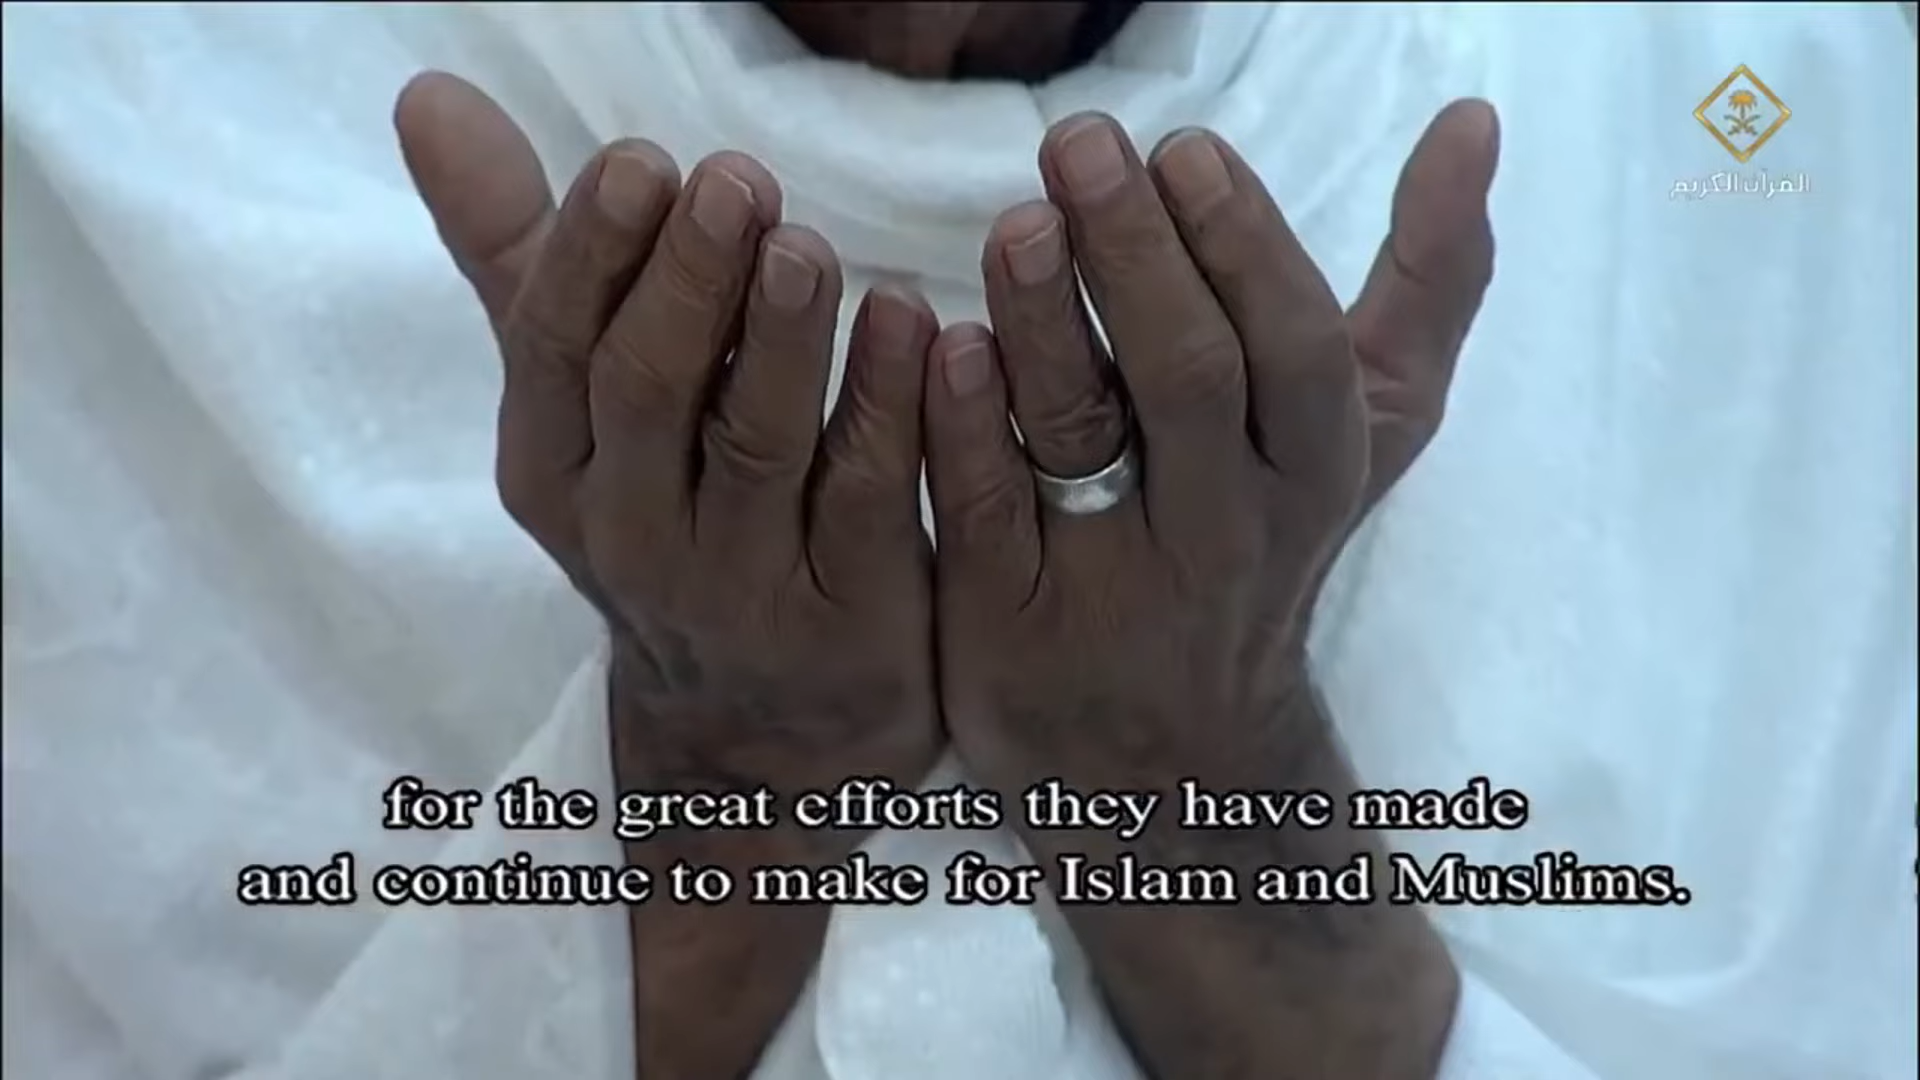 القرآن الكريم
for the great efforts they have made
and continue to make for Islam and Muslims.